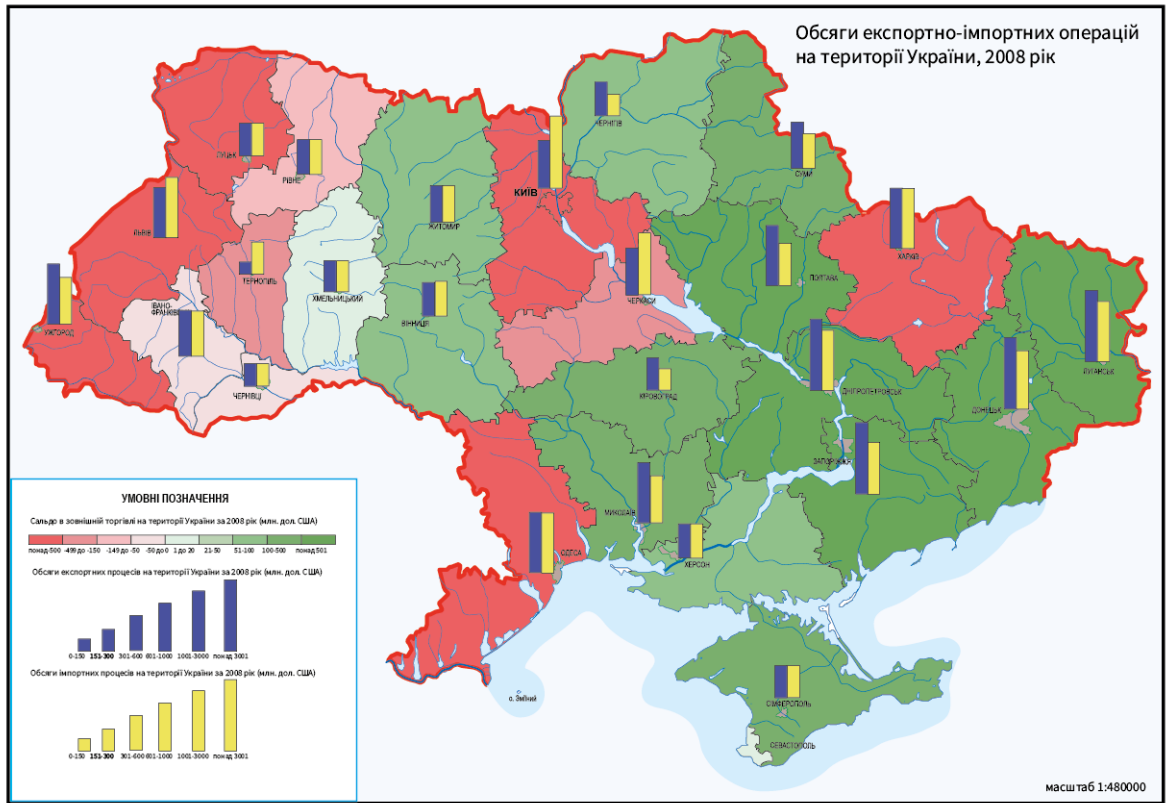 Обсяги експортно-імпортних операцій
на території України, 2008 рік
ЧЕРНІГІВ
СУМИ
ЛУЦЬК
РІВНЕ
КИЇВ
ЖИТОМИР
ЛЬВІВ
ХАРКІВ
ТЕРНОПІЛЬ
ПОЛТАВА
ХМЕЛЬНИЦЬКИЙ
ЧЕРКАСИ
ІВАНО-
ФРАНКІВСЬК
ВІННИЦЯ
УЖГОРОД
ЛУГАНСЬК
ЧЕРНІВЦІ
КІРОВОГРАД
ДНІПРОПЕТРОВСЬК
ДОНЕЦЬК
ЗАПОРІЖЖЯ
МИКОЛАЇВ
ОДЕСА
ХЕРСОН
о. Зміїний
СІМФЕРОПОЛЬ
СЕВАСТОПОЛЬ
УМОВНІ ПОЗНАЧЕННЯ
Сальдо в зовнішній торгівлі на території України за 2008 рік (млн. дол. США)
понад-500 -499 до -150 -149 до -50 -50 до 0 1 до 20 21-50 51-100 100-500 понад 501
Обсяги експортних процесів на території України за 2008 рік (млн. дол. США)
0-150 151-300 301-600 601-1000 1001-3000 понад 3001
Обсяги імпортних процесів на території України за 2008 рік (млн. дол. США)
0-150 151-300 301-600 601-1000 1001-3000 понад 3001
масштаб 1:480000